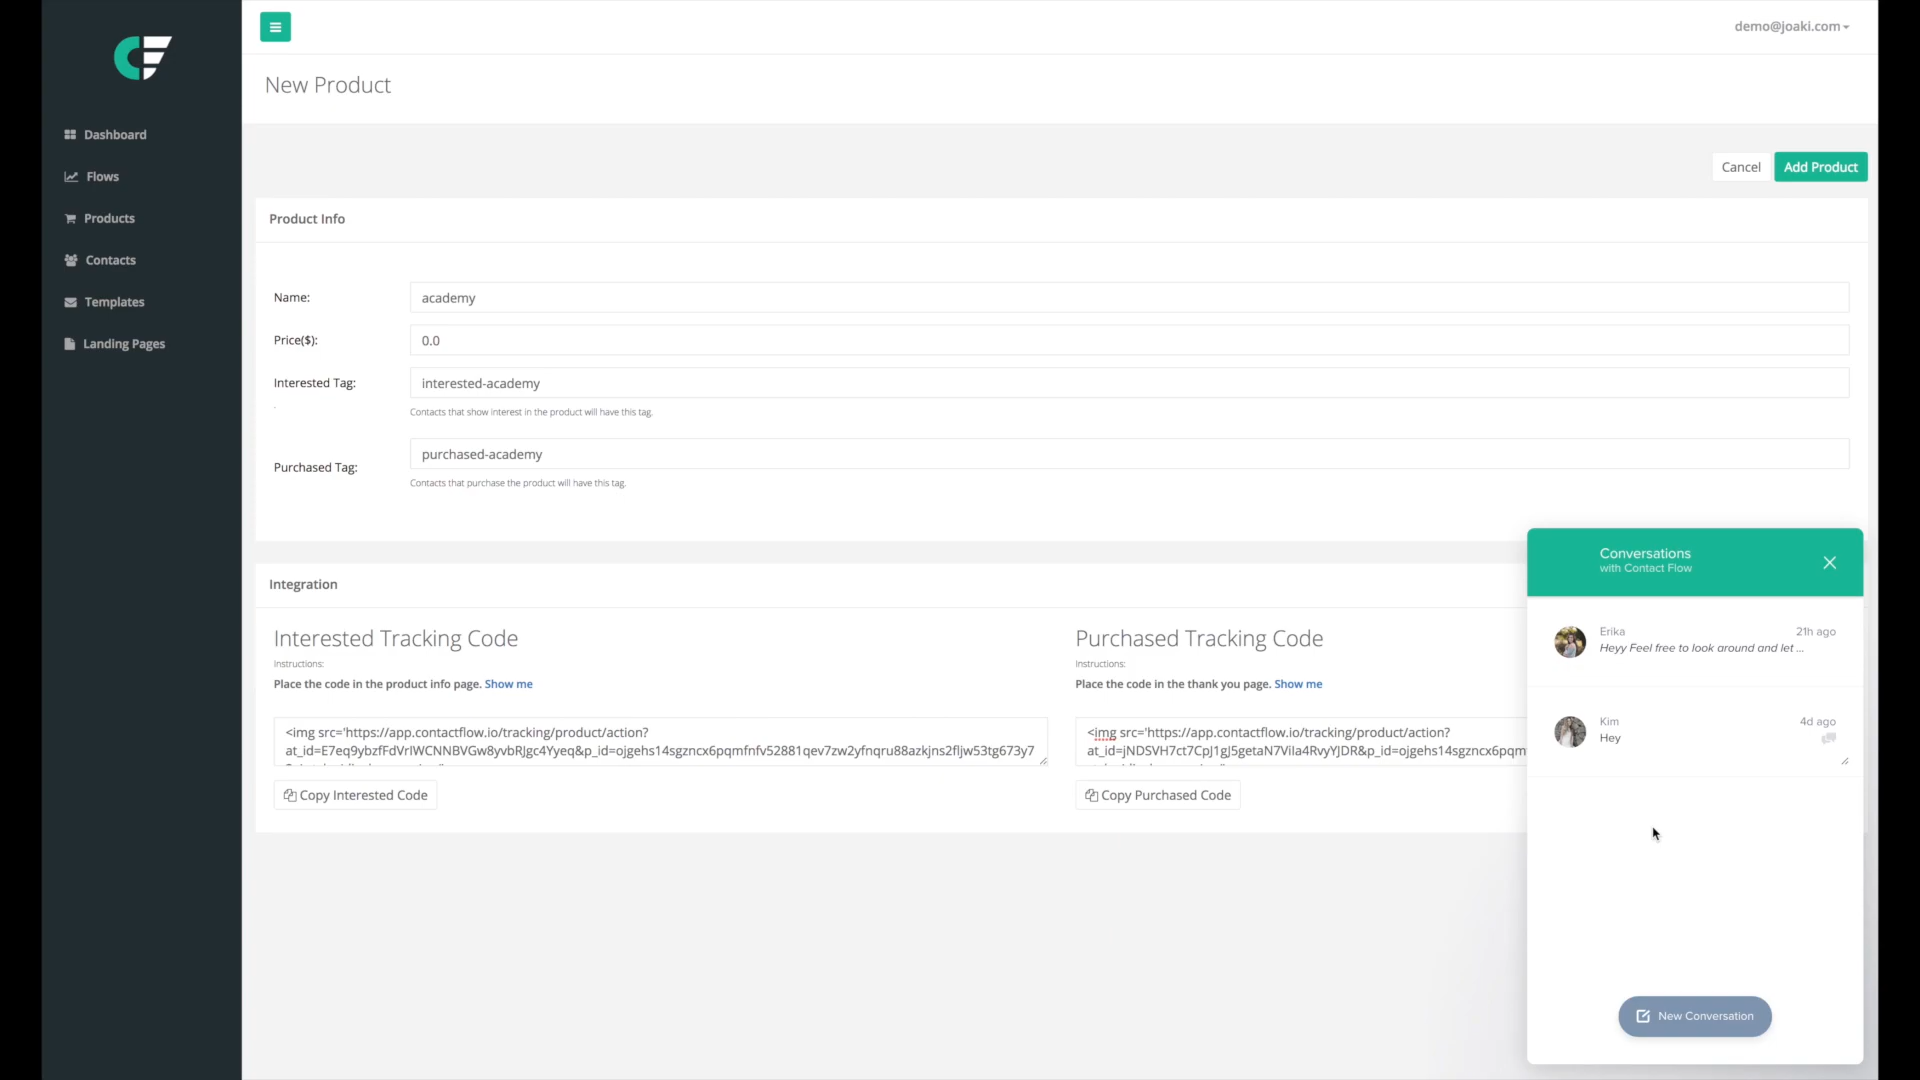 demo@joaki.com
New Product
Dashboard
Flows
Products
Contacts
Templates
Landing Pages
Cancel
Add Product
Product Info
Name:
academy
Price($):
0.0
Interested Tag:
interested-academy
Contacts that show interest in the product will have this tag.
Purchased Tag:
purchased-academy
Contacts that purchase the product will have this tag.
Integration
Interested Tracking Code
Instructions:
Place the code in the product info page. Show me
<img src='https://app.contactflow.io/tracking/product/action?
at_id=E7eq9ybzfFdVrIWCNNBVGw8yvbRJgc4Yyeq&p_id=ojgehs14sgzncx6pqmfnfv52881qev7zw2yfnqru88azkjns2fljw53tg673y7
Copy Interested Code
Purchased Tracking Code
Instructions:
Place the code in the thank you page. Show me
<img src='https://app.contactflow.io/tracking/product/action?
at_id=jNDSVH7ct7CpJ1gJ5getaN7Vila4RvyYJDR&p_id=ojgehs14sgzncx6pqm
Copy Purchased Code
Conversations
with Contact Flow
Erika
21h ago
Heyy Feel free to look around and let ...
Kim
4d ago
Hey
New Conversation